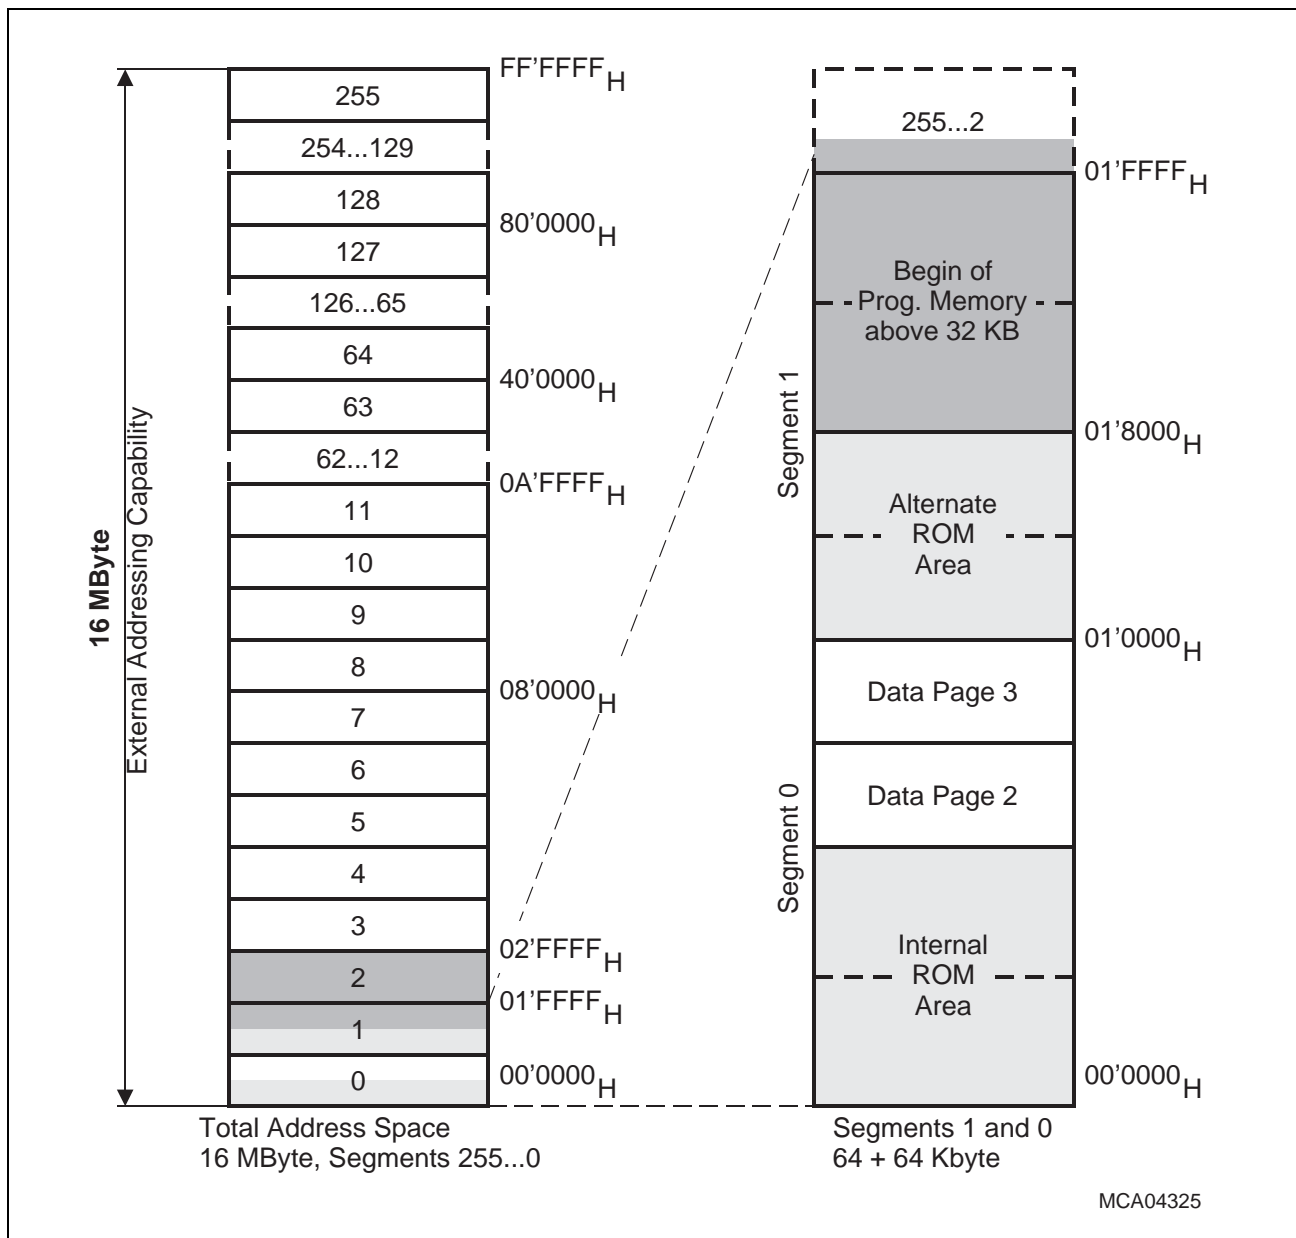 FF'FFFFH
255
254...129
128
80'0000H
127
126...65
64
40'0000H
63
62...12
0A'FFFFH
11
10
9
8
08'0000H
7
6
5
4
3
02'FFFFH
2
01'FFFFH
1
00'0000H
0
16 MByte
External Addressing Capability
Total Address Space
16 MByte, Segments 255...0
255...2
01'FFFFH
Begin of
Prog. Memory
above 32 KB
Segment 1
01'8000H
Alternate
ROM
Area
01'0000H
Data Page 3
Data Page 2
Segment 0
Internal
ROM
Area
00'0000H
Segments 1 and 0
64 + 64 Kbyte
MCA04325